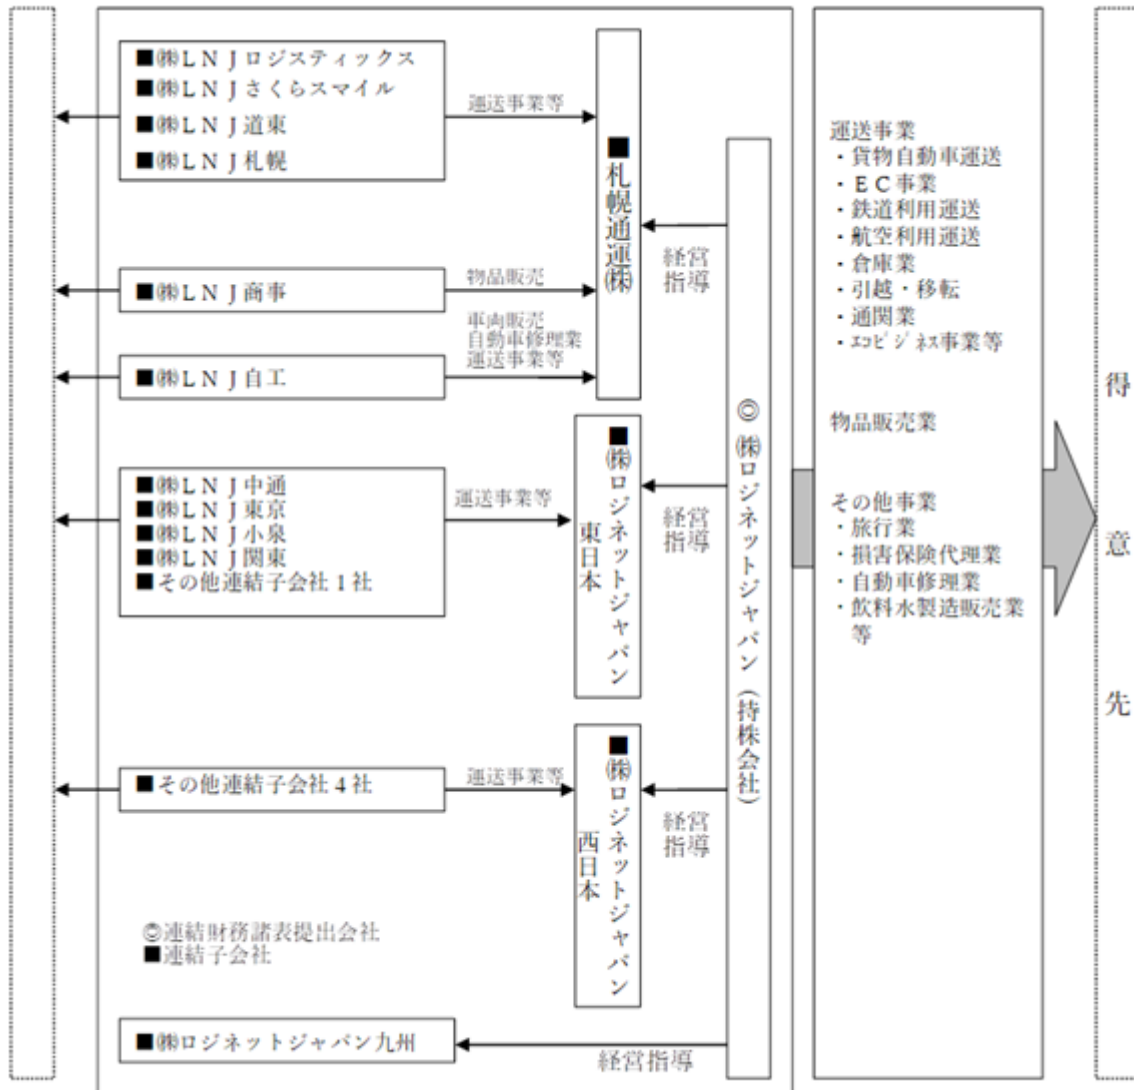 ■㈱ＬＮＪロジスティックス
■㈱ＬＮＪさくらスマイル
■㈱ＬＮＪ道東
■㈱ＬＮＪ札幌
運送事業等
■㈱ＬＮＪ商事
物品販売
■㈱ＬＮＪ自工
車両販売
自動車修理業
運送事業等
■札幌通運㈱
経営
指導
■㈱ＬＮＪ中通
■㈱ＬＮＪ東京
■㈱ＬＮＪ小泉
■㈱ＬＮＪ関東
■その他連結子会社１社
運送事業等
■㈱ロジネットジャパン
東日本
経営
指導
■その他連結子会社４社
運送事業等
■㈱ロジネットジャパン
西日本
経営
指導
◎連結財務諸表提出会社
■連結子会社
■㈱ロジネットジャパン九州
経営指導
◎㈱ロジネットジャパン（持株会社）
運送事業
・貨物自動車運送
・ＥＣ事業
・鉄道利用運送
・航空利用運送
・倉庫業
・引越・移転
・通関業
・ｴｺﾋﾞｼﾞﾈｽ事業等
物品販売業
その他事業
・旅行業
・損害保険代理業
・自動車修理業
・飲料水製造販売業
等
得意先